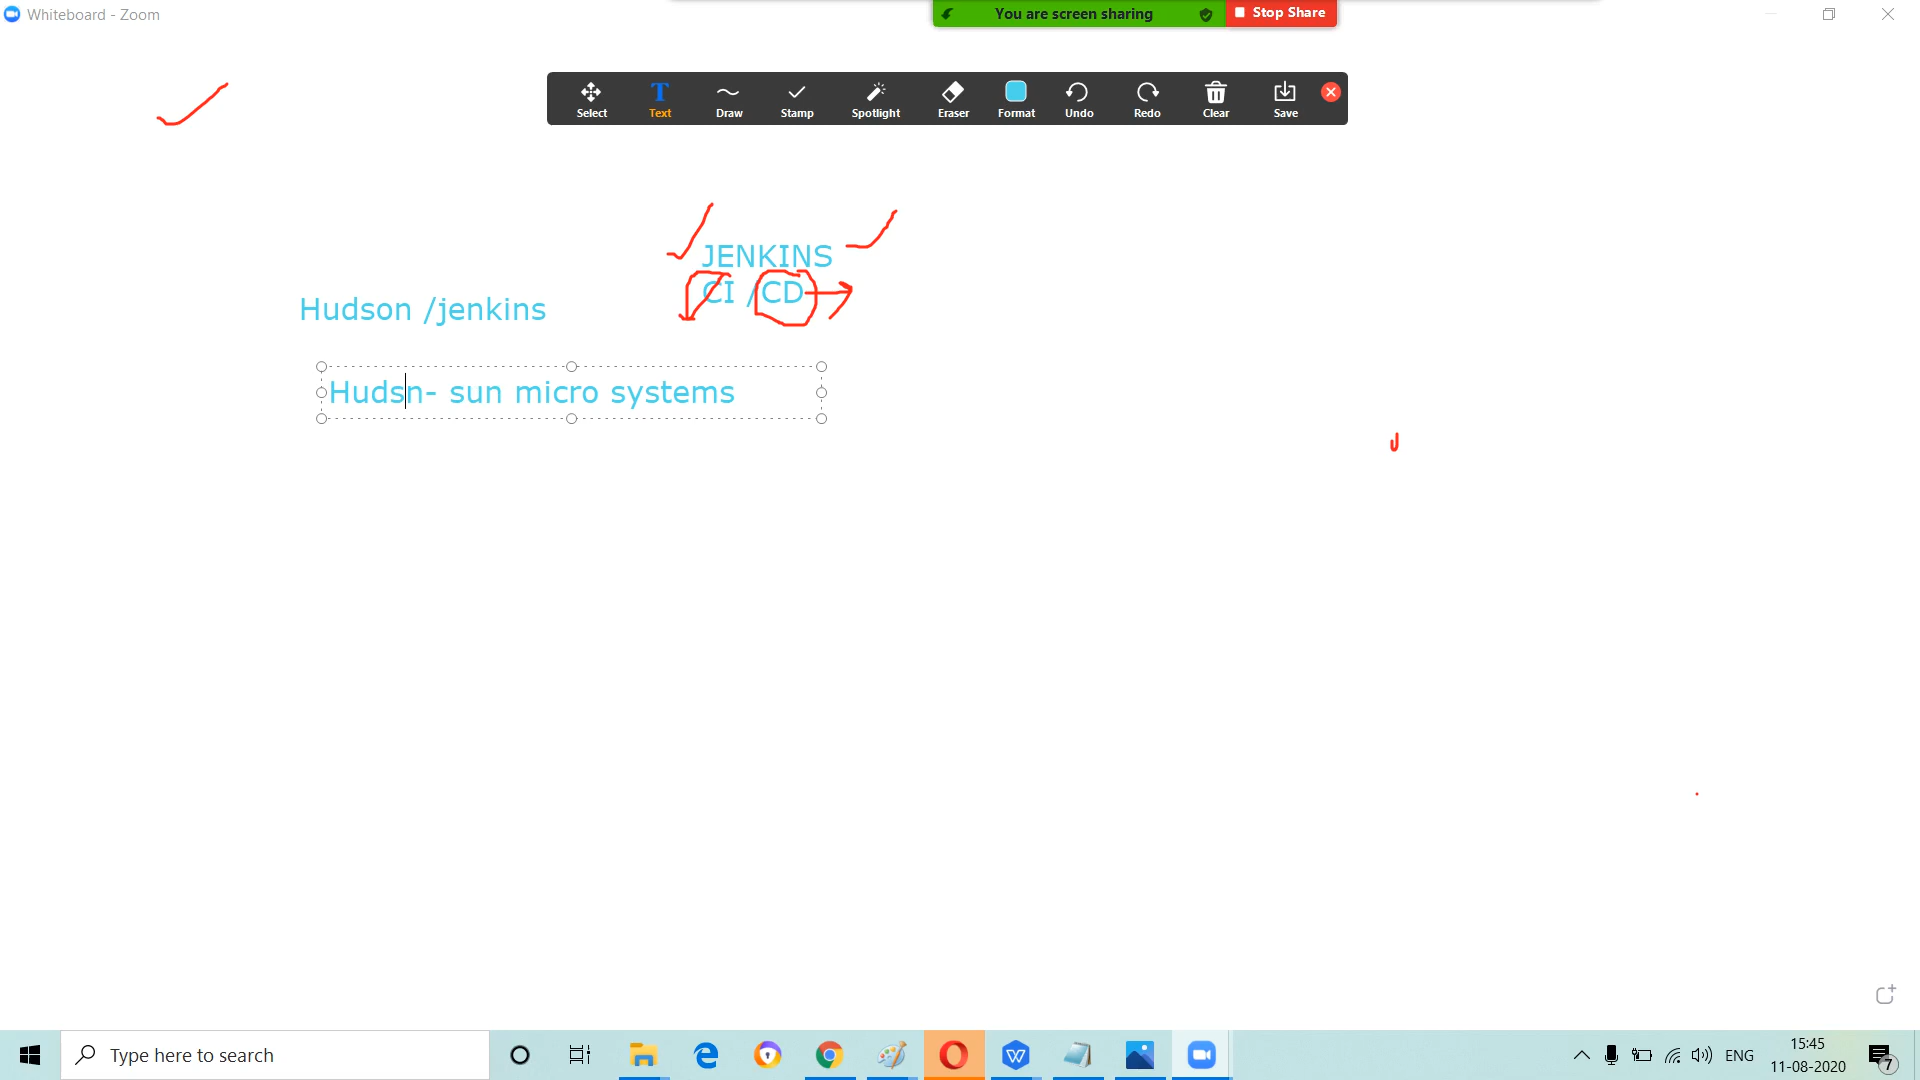 Whiteboard - Zoom
You are screen sharing
Stop Share
Select Text Draw Stamp Spotlight Eraser Format Undo Redo Clear Save
JENKINS
CI /CD
Hudson /jenkins
Hudsn- sun micro systems
Type here to search
ENG
15:45
11-08-2020
7